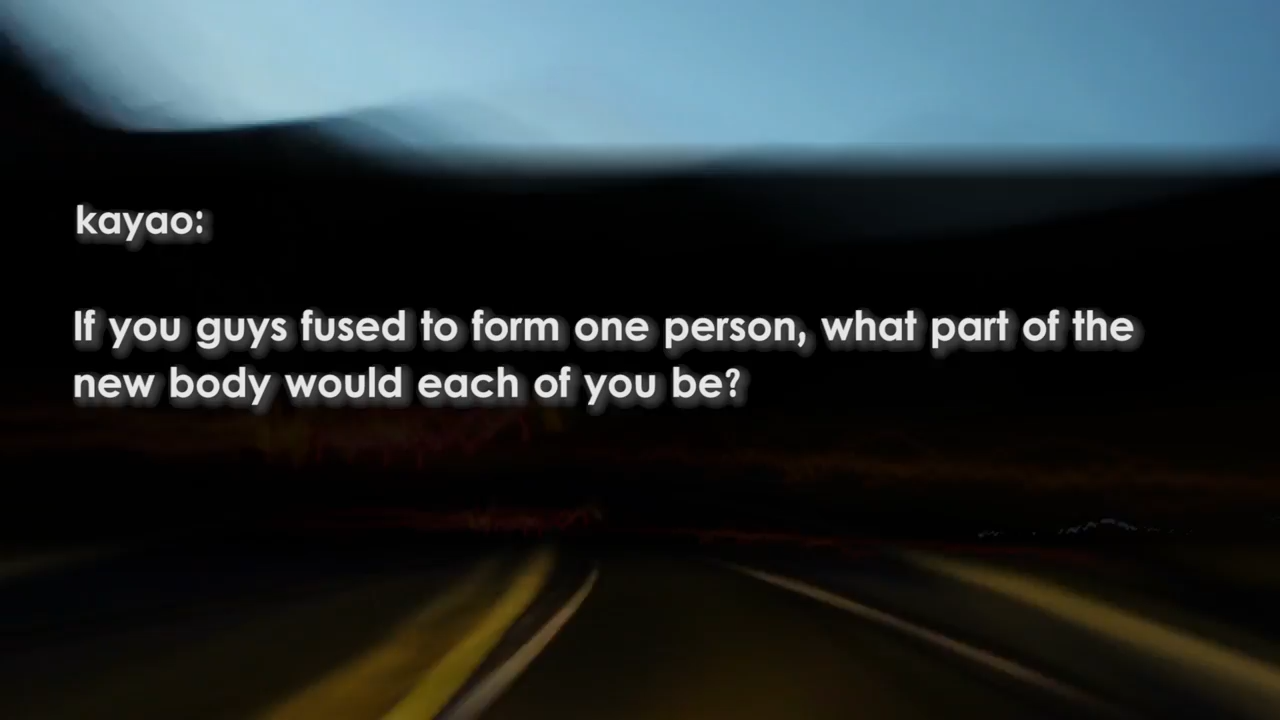 kayao:
If you guys fused to form one person, what part of the
new body would each of you be?